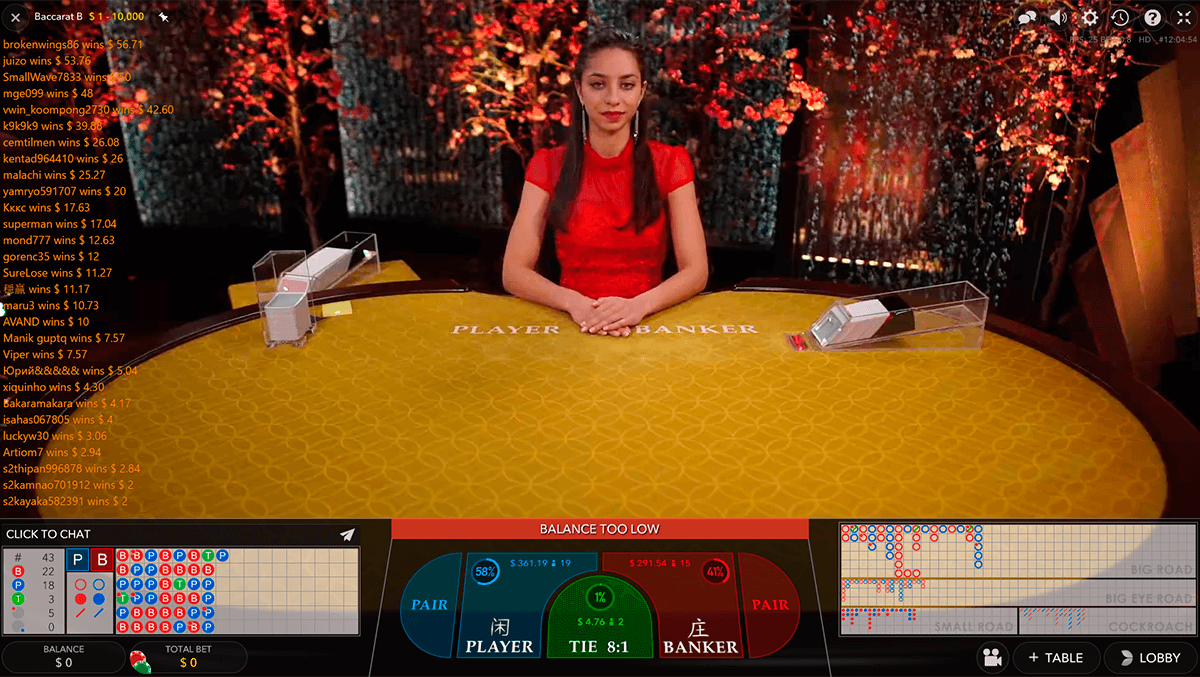 Baccarat B $ 1 - 10,000
brokenwings86 wins $ 56.71
juizo wins $ 53.76
SmallWave7833 wins $ 50
mge099 wins $ 48
vwin_koompong2730 wins $ 42.60
k9k9k9 wins $ 39.86
cemtilmen wins $ 26.08
kentad964410 wins $ 26
malachi wins $ 25.27
yamryo591707 wins $ 20
Кккс wins $ 17.63
superman wins $ 17.04
mond777 wins $ 12.63
gorenc35 wins $ 12
SureLose wins $ 11.27
穏赢 wins $ 11.17
maru3 wins $ 10.73
AVAND wins $ 10
Manik guptq wins $ 7.57
Viper wins $ 7.57
Юрий&&&&& wins $ 5.04
xiquinho wins $ 4.30
Bakaramakara wins $ 4.17
isahas067805 wins $ 4
luckyw30 wins $ 3.06
Artiom7 wins $ 2.94
s2thipan996878 wins $ 2.84
s2kamnao701912 wins $ 2
s2kayaka582391 wins $ 2
HD #12:04:54
PLAYER BANKER
CLICK TO CHAT
BALANCE TOO LOW
# 43
B 22
P 18
T 3
5
0
P B
B B P B P B T P
B P P B B B B
P P P B T P P
T P P B B B P
P B B B B P P
B B B B P B P
58% $ 361.19 19
$ 291.54 15 41%
1%
$ 4.76 2
PAIR
闲
PLAYER
TIE 8:1
庄
BANKER
PAIR
BIG ROAD
BIG EYE ROAD
SMALL ROAD
COCKROACH
BALANCE
$ 0
TOTAL BET
$ 0
+ TABLE
LOBBY